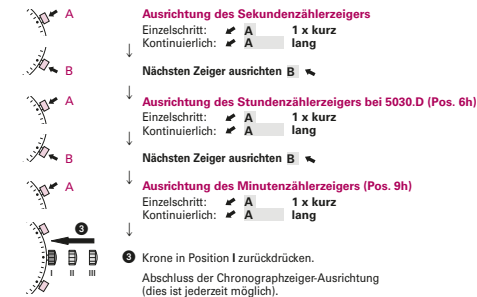 A Ausrichtung des Sekundenzählerzeigers
Einzelschritt: A 1 x kurz
Kontinuierlich: A lang
B Nächsten Zeiger ausrichten B
A Ausrichtung des Stundenzählerzeigers bei 5030.D (Pos. 6h)
Einzelschritt: A 1 x kurz
Kontinuierlich: A lang
B Nächsten Zeiger ausrichten B
A Ausrichtung des Minutenzählerzeigers (Pos. 9h)
Einzelschritt: A 1 x kurz
Kontinuierlich: A lang
3
I II III
3 Krone in Position I zurückdrücken.
Abschluss der Chronographzeiger-Ausrichtung
(dies ist jederzeit möglich).